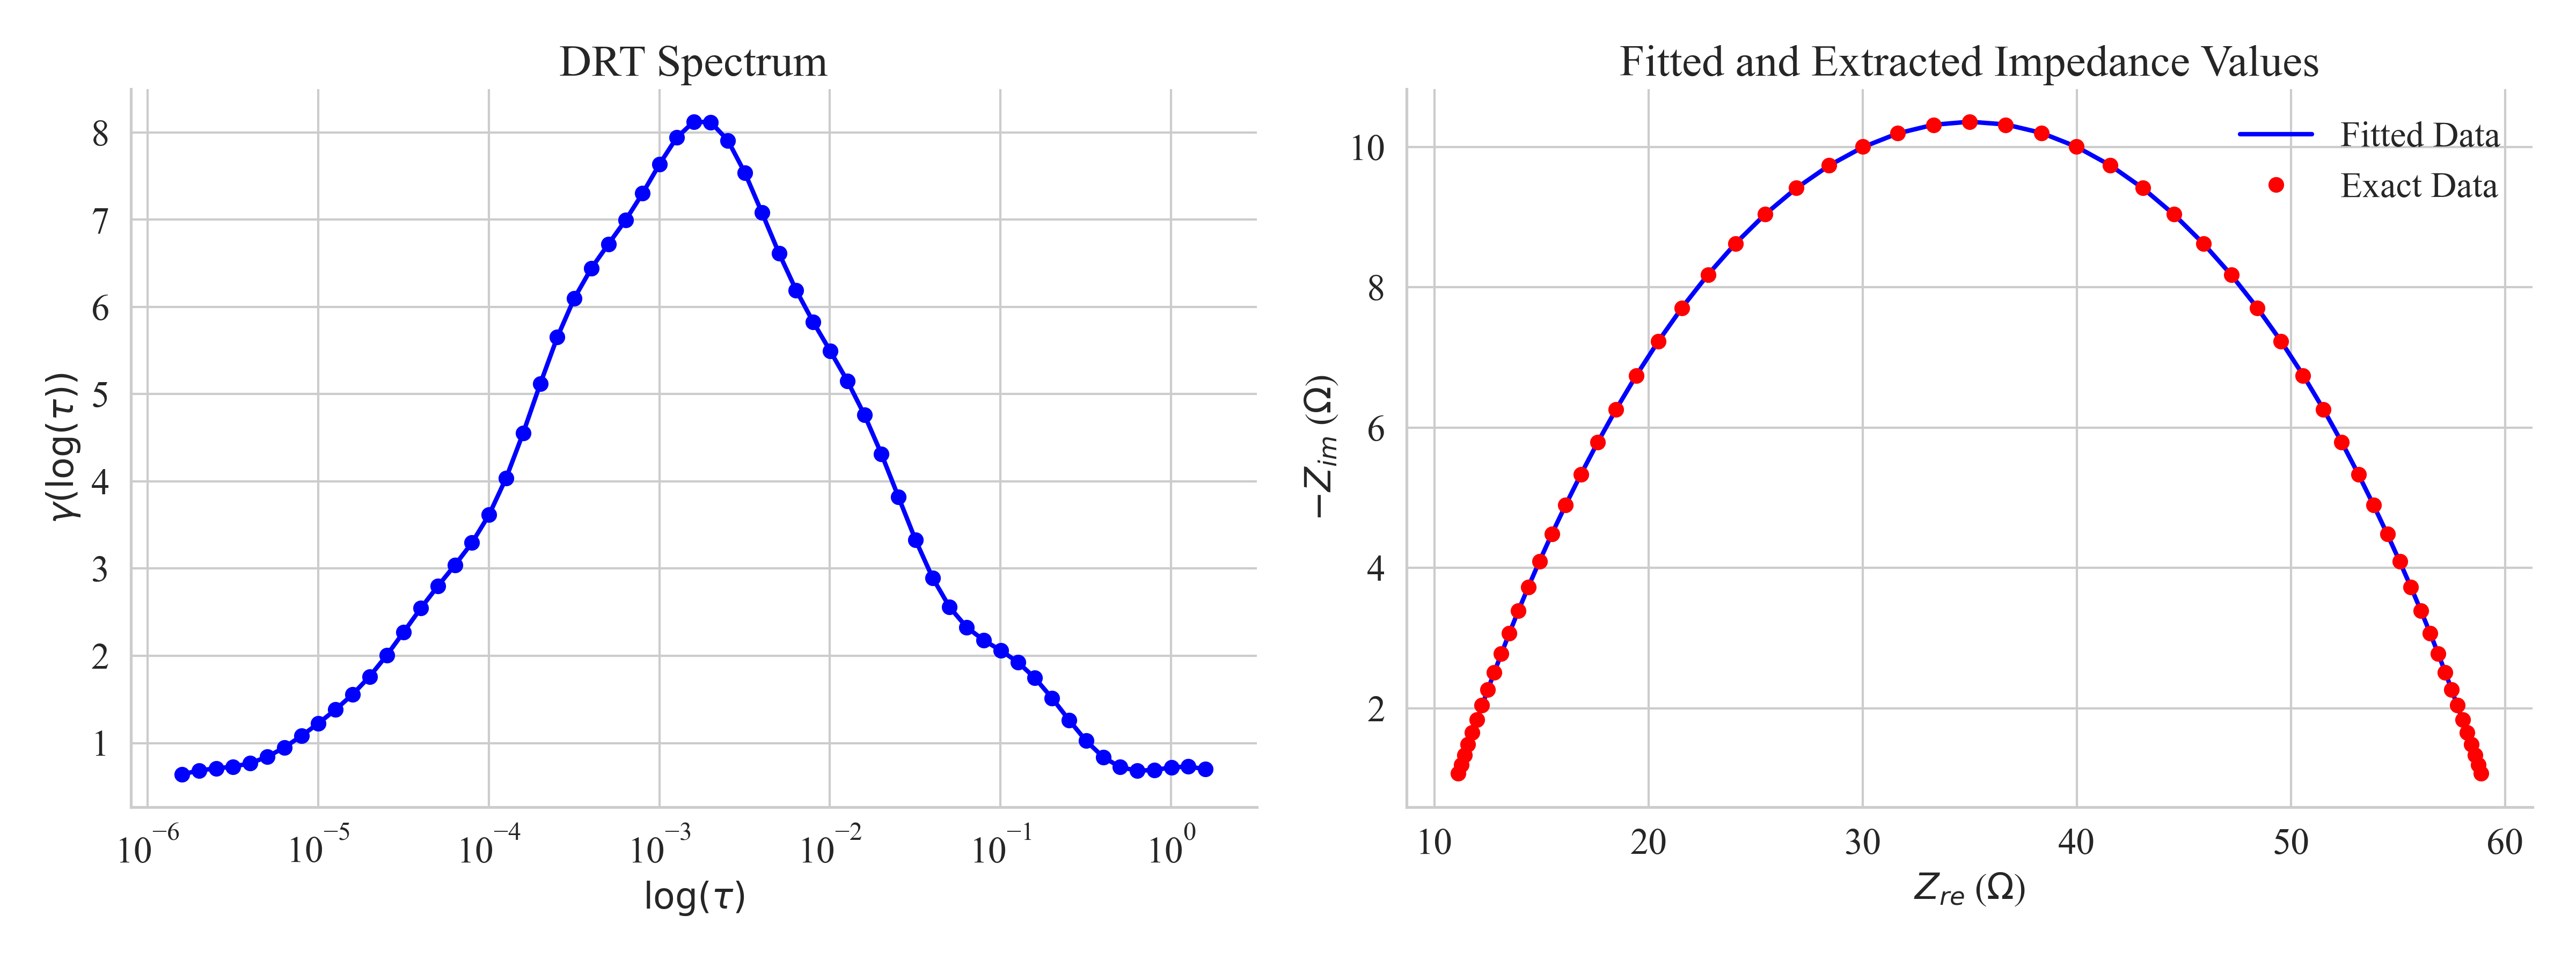 DRT Spectrum
γ(log(τ))
8
7
6
5
4
3
2
1
10⁻⁶ 10⁻⁵ 10⁻⁴ 10⁻³ 10⁻² 10⁻¹ 10⁰
log(τ)
Fitted and Extracted Impedance Values
Fitted Data
Exact Data
−Z_im (Ω)
10
8
6
4
2
10 20 30 40 50 60
Z_re (Ω)